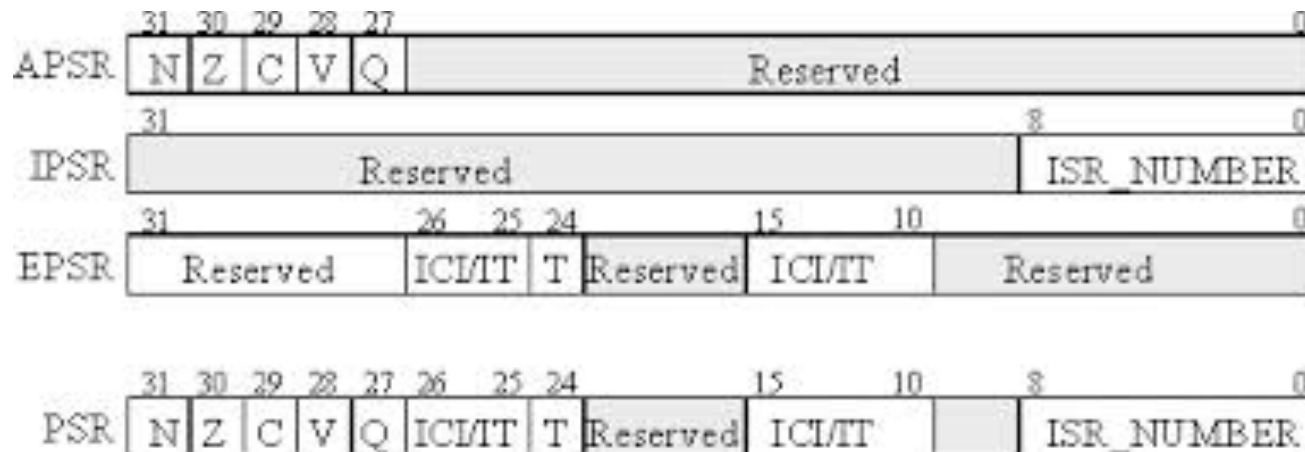 31 30 29 28 27 0
APSR N Z C V Q Reserved
31 8 0
IPSR Reserved ISR_NUMBER
31 26 25 24 15 10 0
EPSR Reserved ICI/IT T Reserved ICI/IT Reserved
31 30 29 28 27 26 25 24 15 10 8 0
PSR N Z C V Q ICI/IT T Reserved ICI/IT ISR_NUMBER